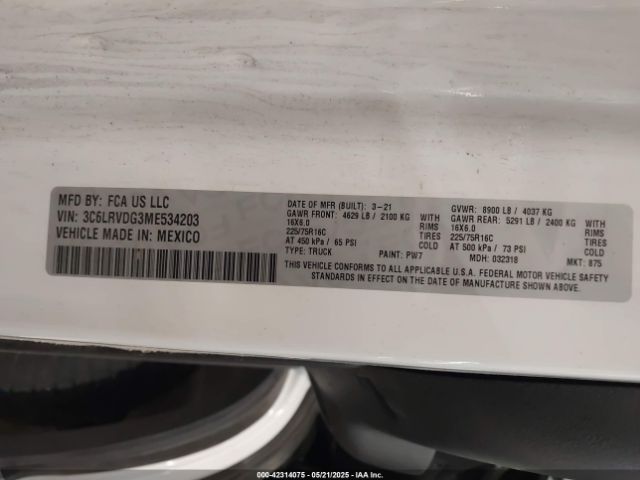 MFD BY: FCA US LLC
VIN: 3C6LRVDG3ME534203
VEHICLE MADE IN: MEXICO
DATE OF MFR (BUILT): 3-21
GVWR: 8900 LB / 4037 KG
GAWR FRONT: 4629 LB / 2100 KG WITH
16X6.0 RIMS
225/75R16C TIRES
AT 450 kPa / 65 PSI COLD
GAWR REAR: 5291 LB / 2400 KG WITH
16X6.0 RIMS
225/75R16C TIRES
AT 500 kPa / 73 PSI COLD
TYPE: TRUCK PAINT: PW7 MDH: 032318 MKT: 875
THIS VEHICLE CONFORMS TO ALL APPLICABLE U.S.A. FEDERAL MOTOR VEHICLE SAFETY
STANDARDS IN EFFECT ON THE DATE OF MANUFACTURE SHOWN ABOVE.
000-42314075 — 05/21/2025 — IAA Inc.